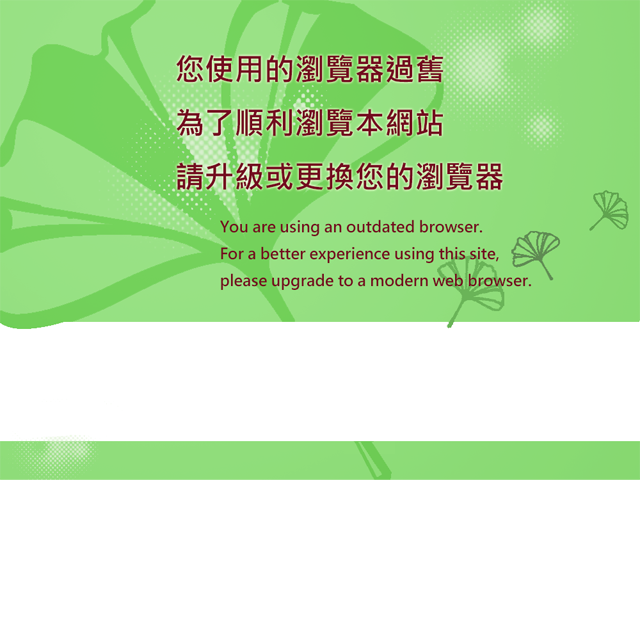 您使用的瀏覽器過舊
為了順利瀏覽本網站
請升級或更換您的瀏覽器
You are using an outdated browser.
For a better experience using this site,
please upgrade to a modern web browser.